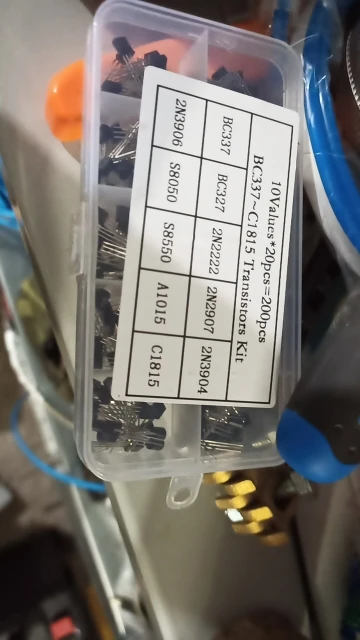 10Values*20pcs=200pcs
BC337~C1815 Transistors Kit
BC337 BC327 2N2222 2N2907 2N3904
2N3906 S8050 S8550 A1015 C1815